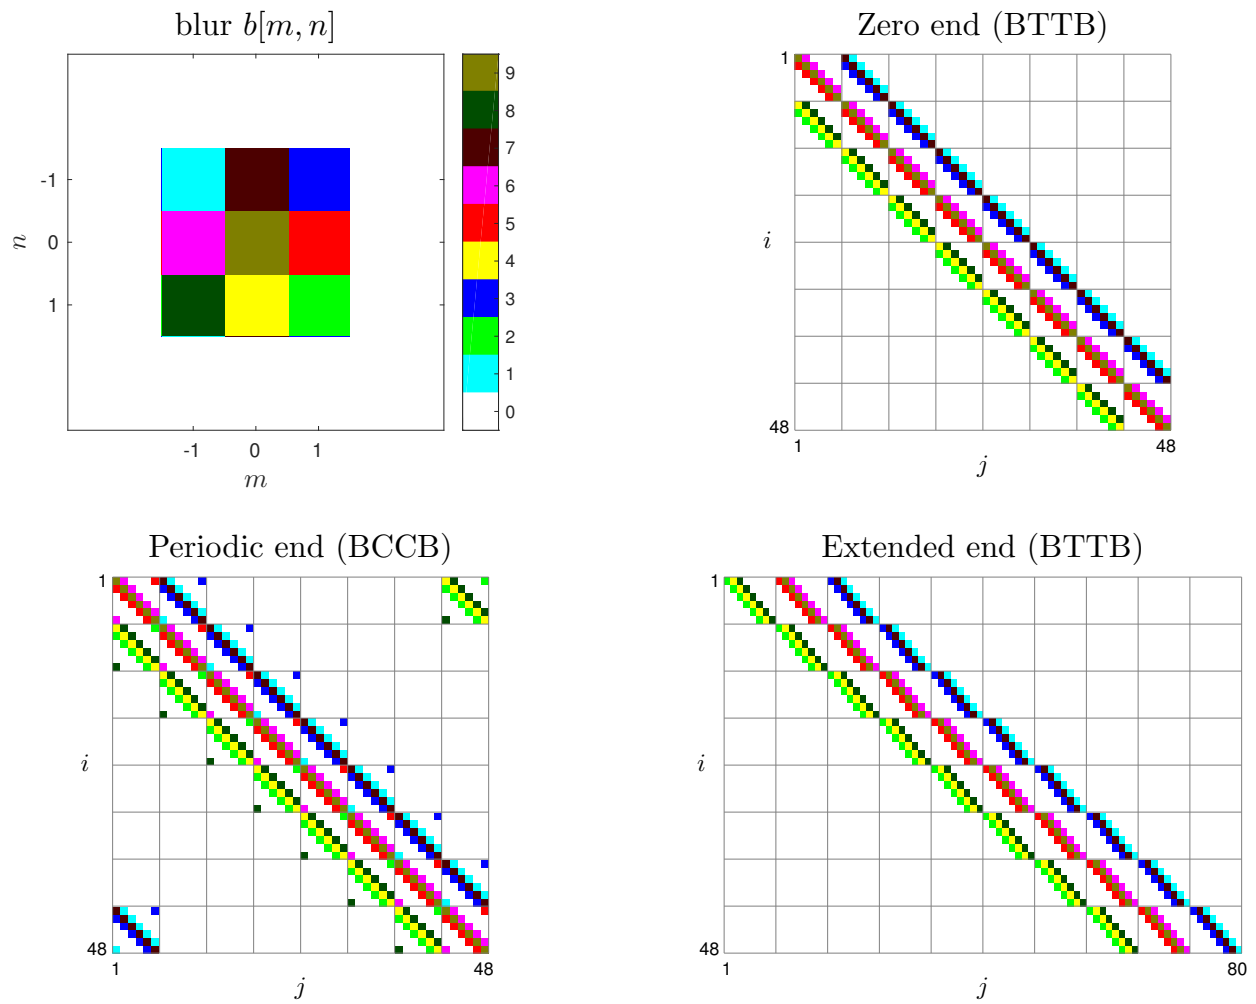 blur b[m, n]
-1
0
1
n
-1 0 1
m
9
8
7
6
5
4
3
2
1
0
Zero end (BTTB)
1
i
48
1 48
j
Periodic end (BCCB)
1
i
48
1 48
j
Extended end (BTTB)
1
i
48
1 80
j